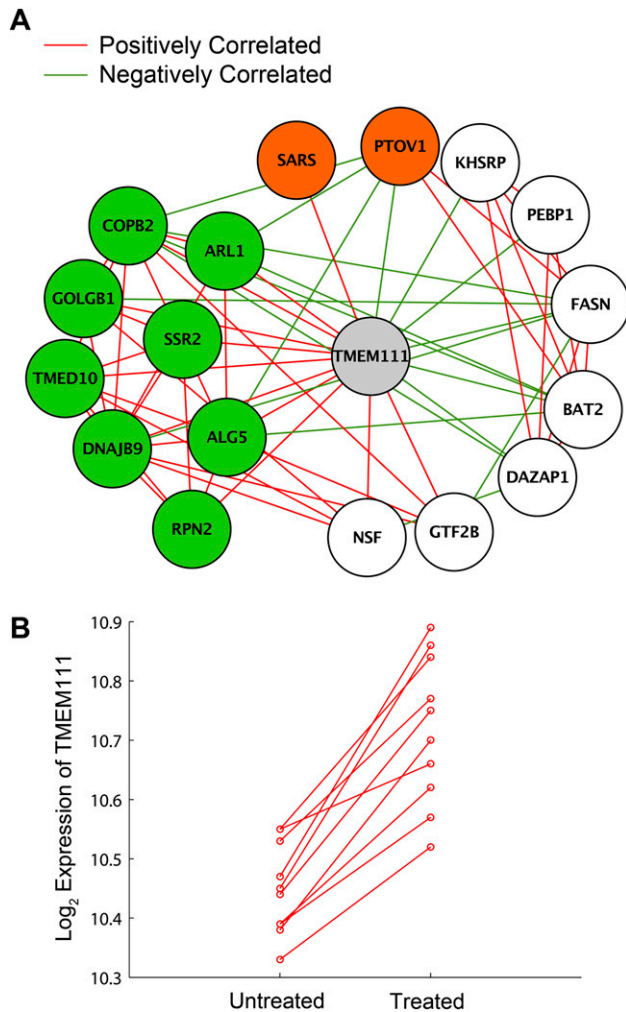 A
Positively Correlated
Negatively Correlated
SARS
PTOV1
KHSRP
PEBP1
COPB2
ARL1
FASN
GOLGB1
SSR2
TMEM111
TMED10
BAT2
DNAJB9
ALG5
DAZAP1
RPN2
NSF
GTF2B
B
Log2 Expression of TMEM111
10.9
10.8
10.7
10.6
10.5
10.4
10.3
Untreated Treated